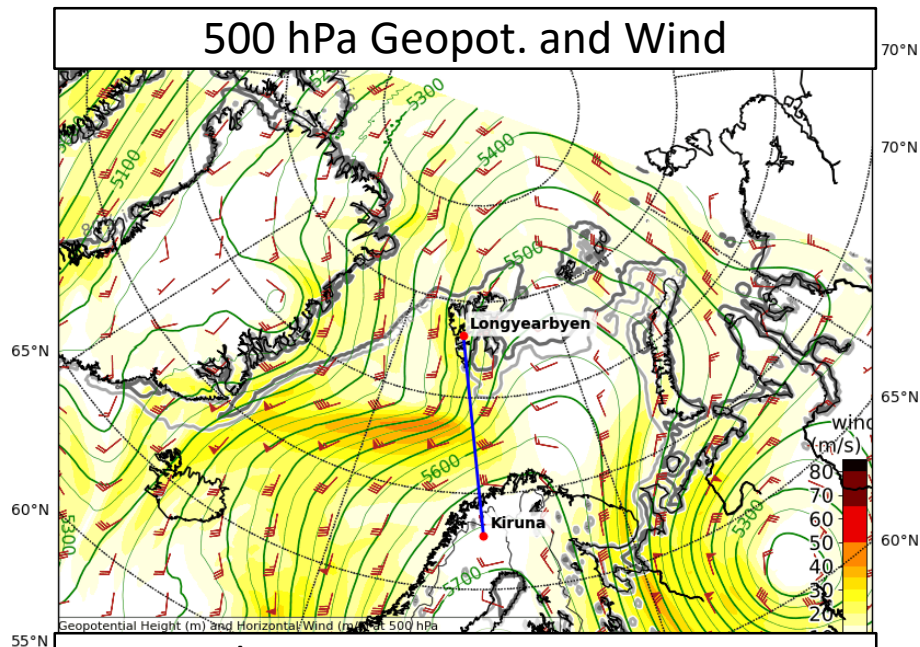 500 hPa Geopot. and Wind
70°N
5300
5100
5400
70°N
5500
Longyearbyen
65°N
65°N
wind
(m/s)
80
5600
70
60°N
5300
60
Kiruna
5300
50
60°N
40
5700
30
20
Geopotential Height (m) and Horizontal Wind (m/s) at 500 hPa
55°N